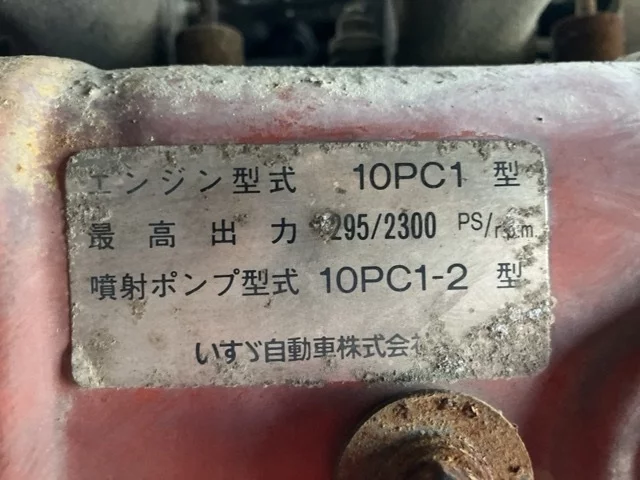 エンジン型式 10PC1 型
最高出力 295/2300 PS/r.p.m
噴射ポンプ型式 10PC1-2 型
いすゞ自動車株式会社